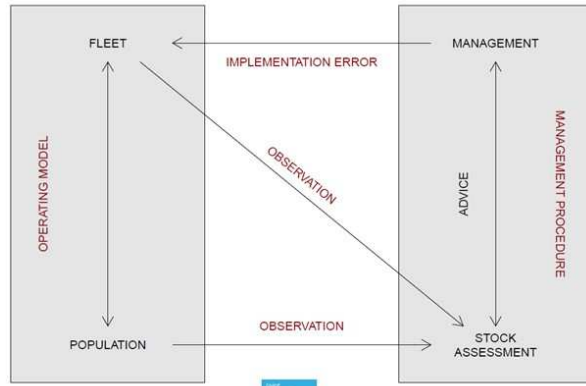 FLEET
MANAGEMENT
IMPLEMENTATION ERROR
OBSERVATION
OPERATING MODEL
ADVICE
MANAGEMENT PROCEDURE
OBSERVATION
POPULATION
STOCK
ASSESSMENT